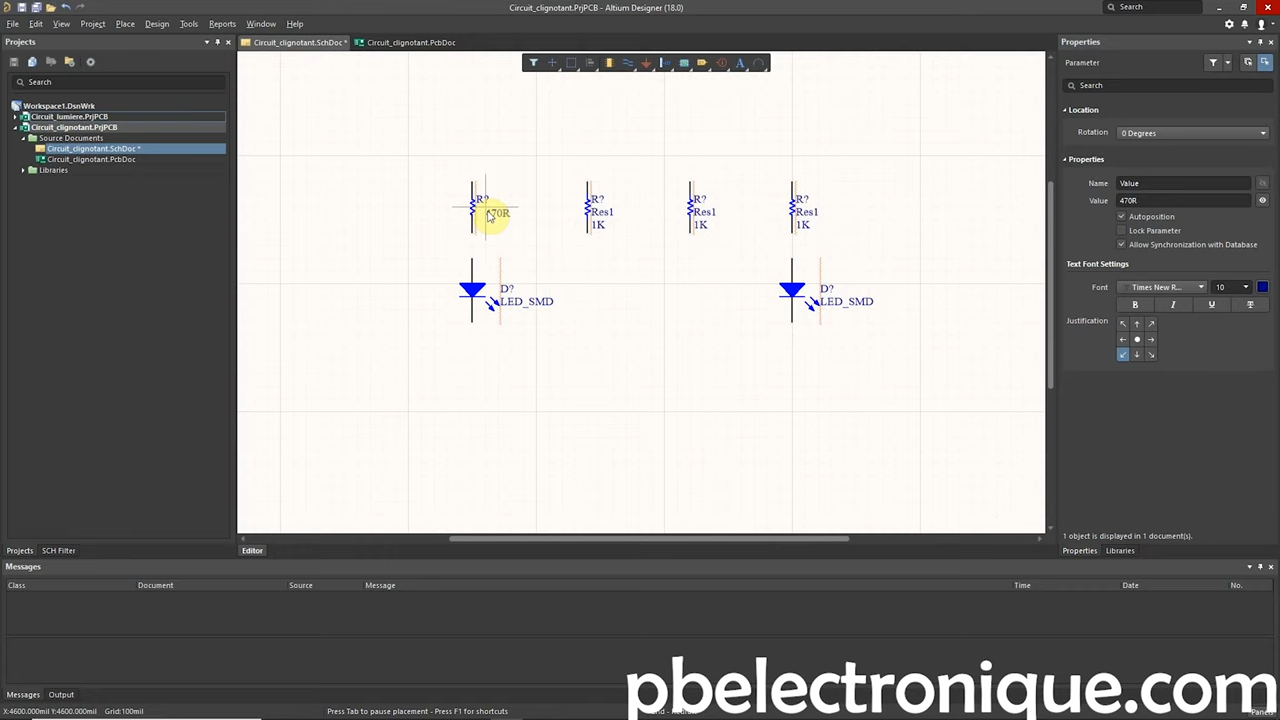 Circuit_clignotant.PrjPCB - Altium Designer (18.0).
Search
File
Edit
View
Project
Place
Design
Tools
Reports
Window
Help
Projects
Circuit_clignotant.SchDoc *
Circuit_clignotant.PcbDoc
Properties
Parameter
Search
Search
Workspace1.DsnWrk
Circuit_lumiere.PrjPCB
Circuit_clignotant.PrjPCB
Source Documents
Circuit_clignotant.SchDoc *
Circuit_clignotant.PcbDoc
Libraries
Location
Rotation
0 Degrees
Properties
Name
Value
Value
470R
Autoposition
Lock Parameter
Allow Synchronization with Database
Text Font Settings
Font
Times New R...
10
B
I
U
T
Justification
R?
470R
R?
Res1
1K
R?
Res1
1K
R?
Res1
1K
D?
LED_SMD
D?
LED_SMD
1 object is displayed in 1 document(s).
Projects
SCH Filter
Editor
Properties
Libraries
Messages
Class
Document
Source
Message
Time
Date
No.
Messages
Output
pbelectronique.com
X:4600.000mil Y:4600.000mil Grid:100mil
Press Tab to pause placement - Press F1 for shortcuts
Panels